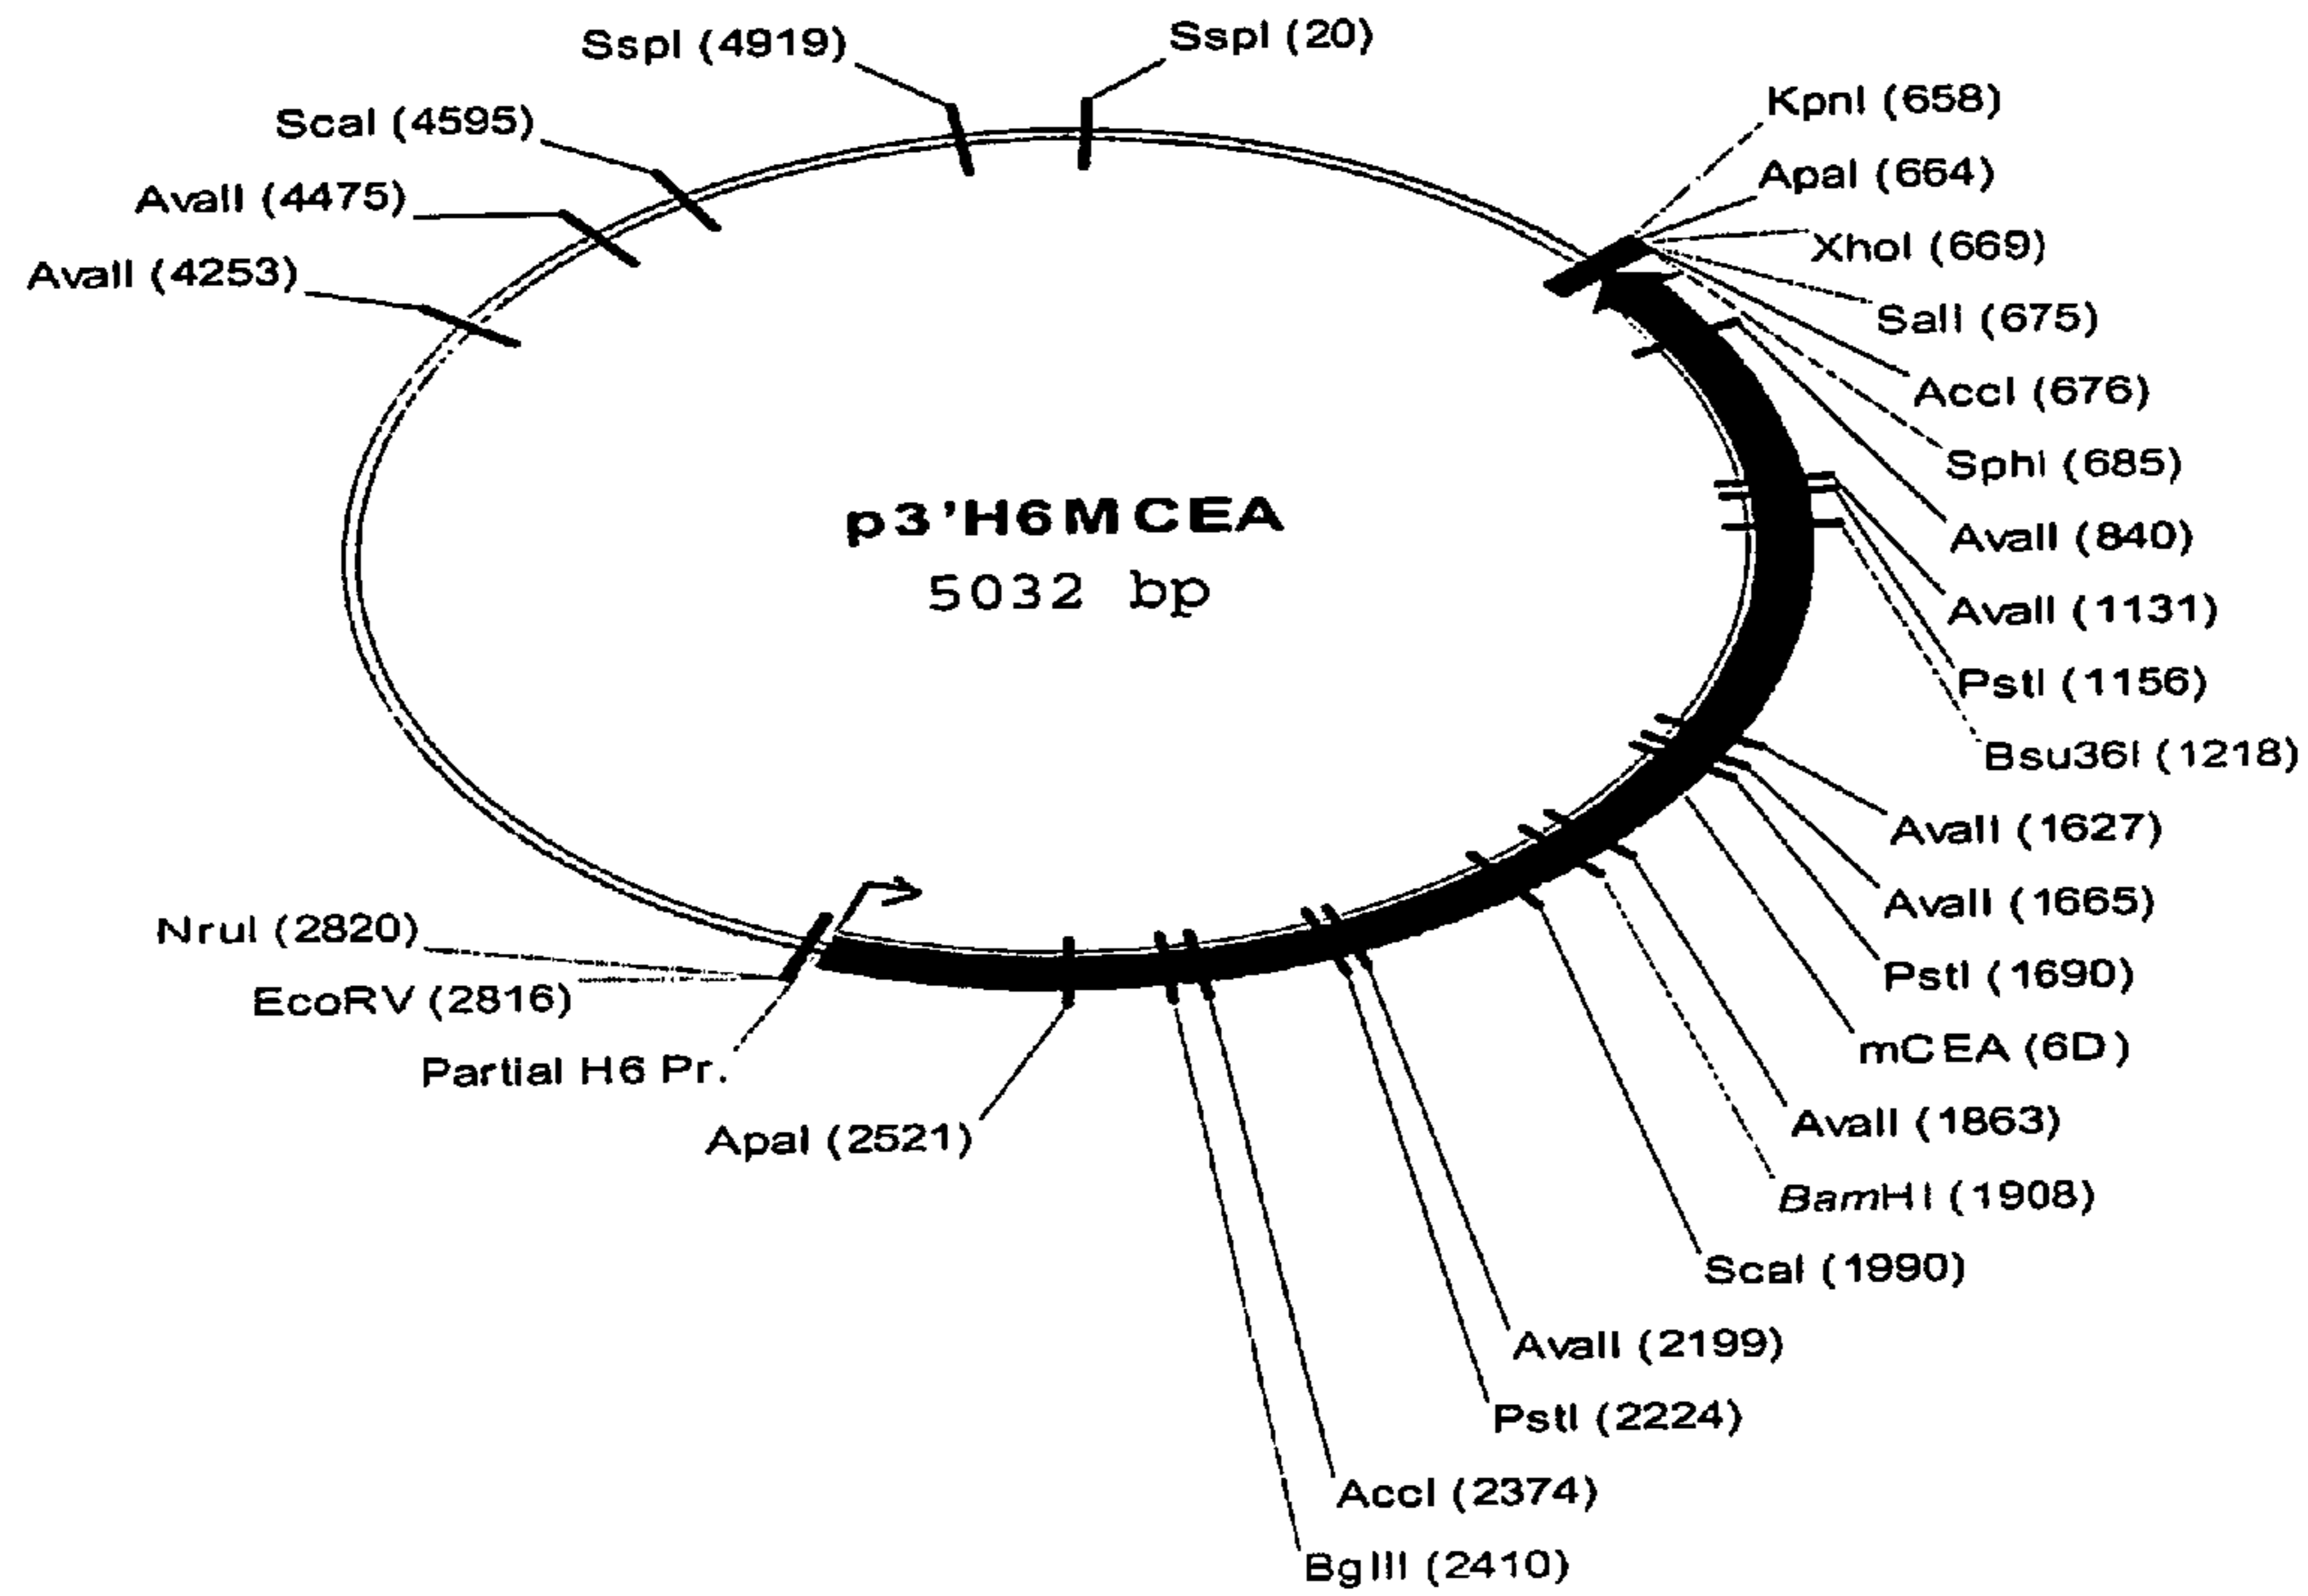 SspI (4919)
SspI (20)
ScaI (4595)
AvaII (4475)
AvaII (4253)
KpnI (658)
ApaI (664)
XhoI (669)
SalI (675)
AccI (676)
SphI (685)
AvaII (840)
AvaII (1131)
PstI (1156)
Bsu36I (1218)
AvaII (1627)
AvaII (1665)
PstI (1690)
mCEA (6D)
AvaII (1863)
BamHI (1908)
ScaI (1990)
AvaII (2199)
PstI (2224)
AccI (2374)
BglII (2410)
ApaI (2521)
Partial H6 Pr.
EcoRV (2816)
NruI (2820)
p3'H6MCEA
5032 bp